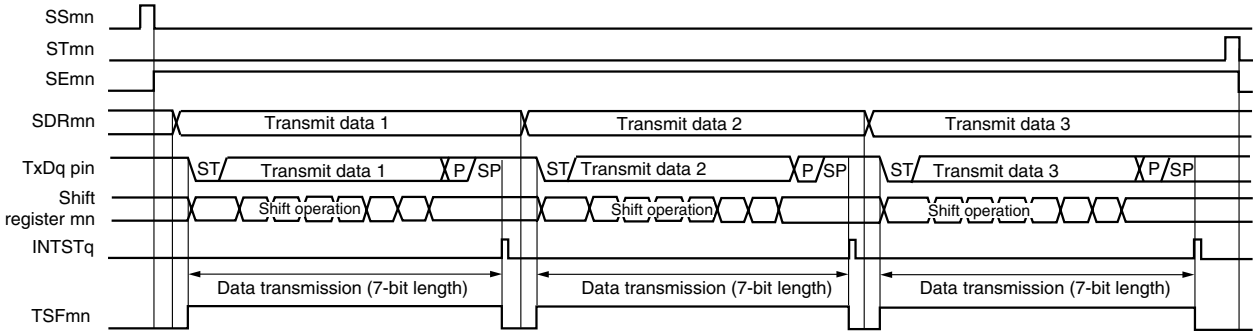 SSmn
STmn
SEmn
SDRmn Transmit data 1 Transmit data 2 Transmit data 3
TxDq pin ST Transmit data 1 P SP ST Transmit data 2 P SP ST Transmit data 3 P SP
Shift
register mn Shift operation Shift operation Shift operation
INTSTq
Data transmission (7-bit length) Data transmission (7-bit length) Data transmission (7-bit length)
TSFmn